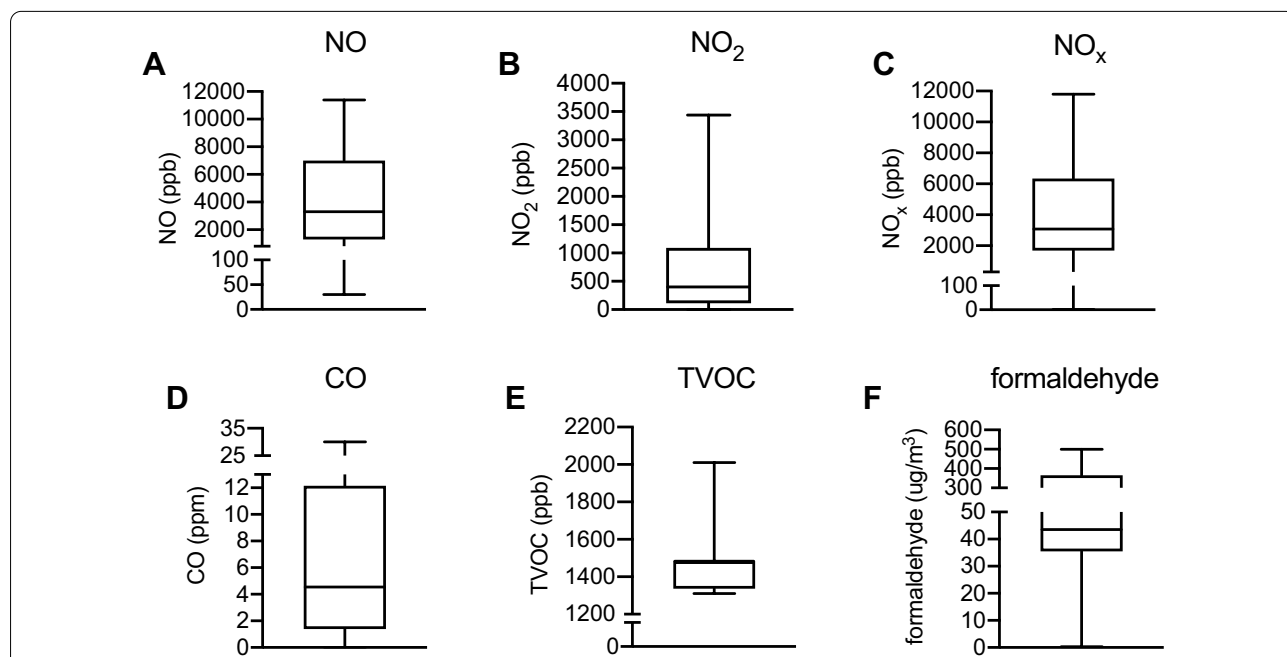 A
NO
NO (ppb)
12000
10000
8000
6000
4000
2000
100
50
0
B
NO₂
NO₂ (ppb)
4000
3500
3000
2500
2000
1500
1000
500
0
C
NOₓ
NOₓ (ppb)
12000
10000
8000
6000
4000
2000
100
0
D
CO
CO (ppm)
35
25
12
10
8
6
4
2
0
E
TVOC
TVOC (ppb)
2200
2000
1800
1600
1400
1200
0
F
formaldehyde
formaldehyde (ug/m³)
600
500
400
300
50
40
30
20
10
0